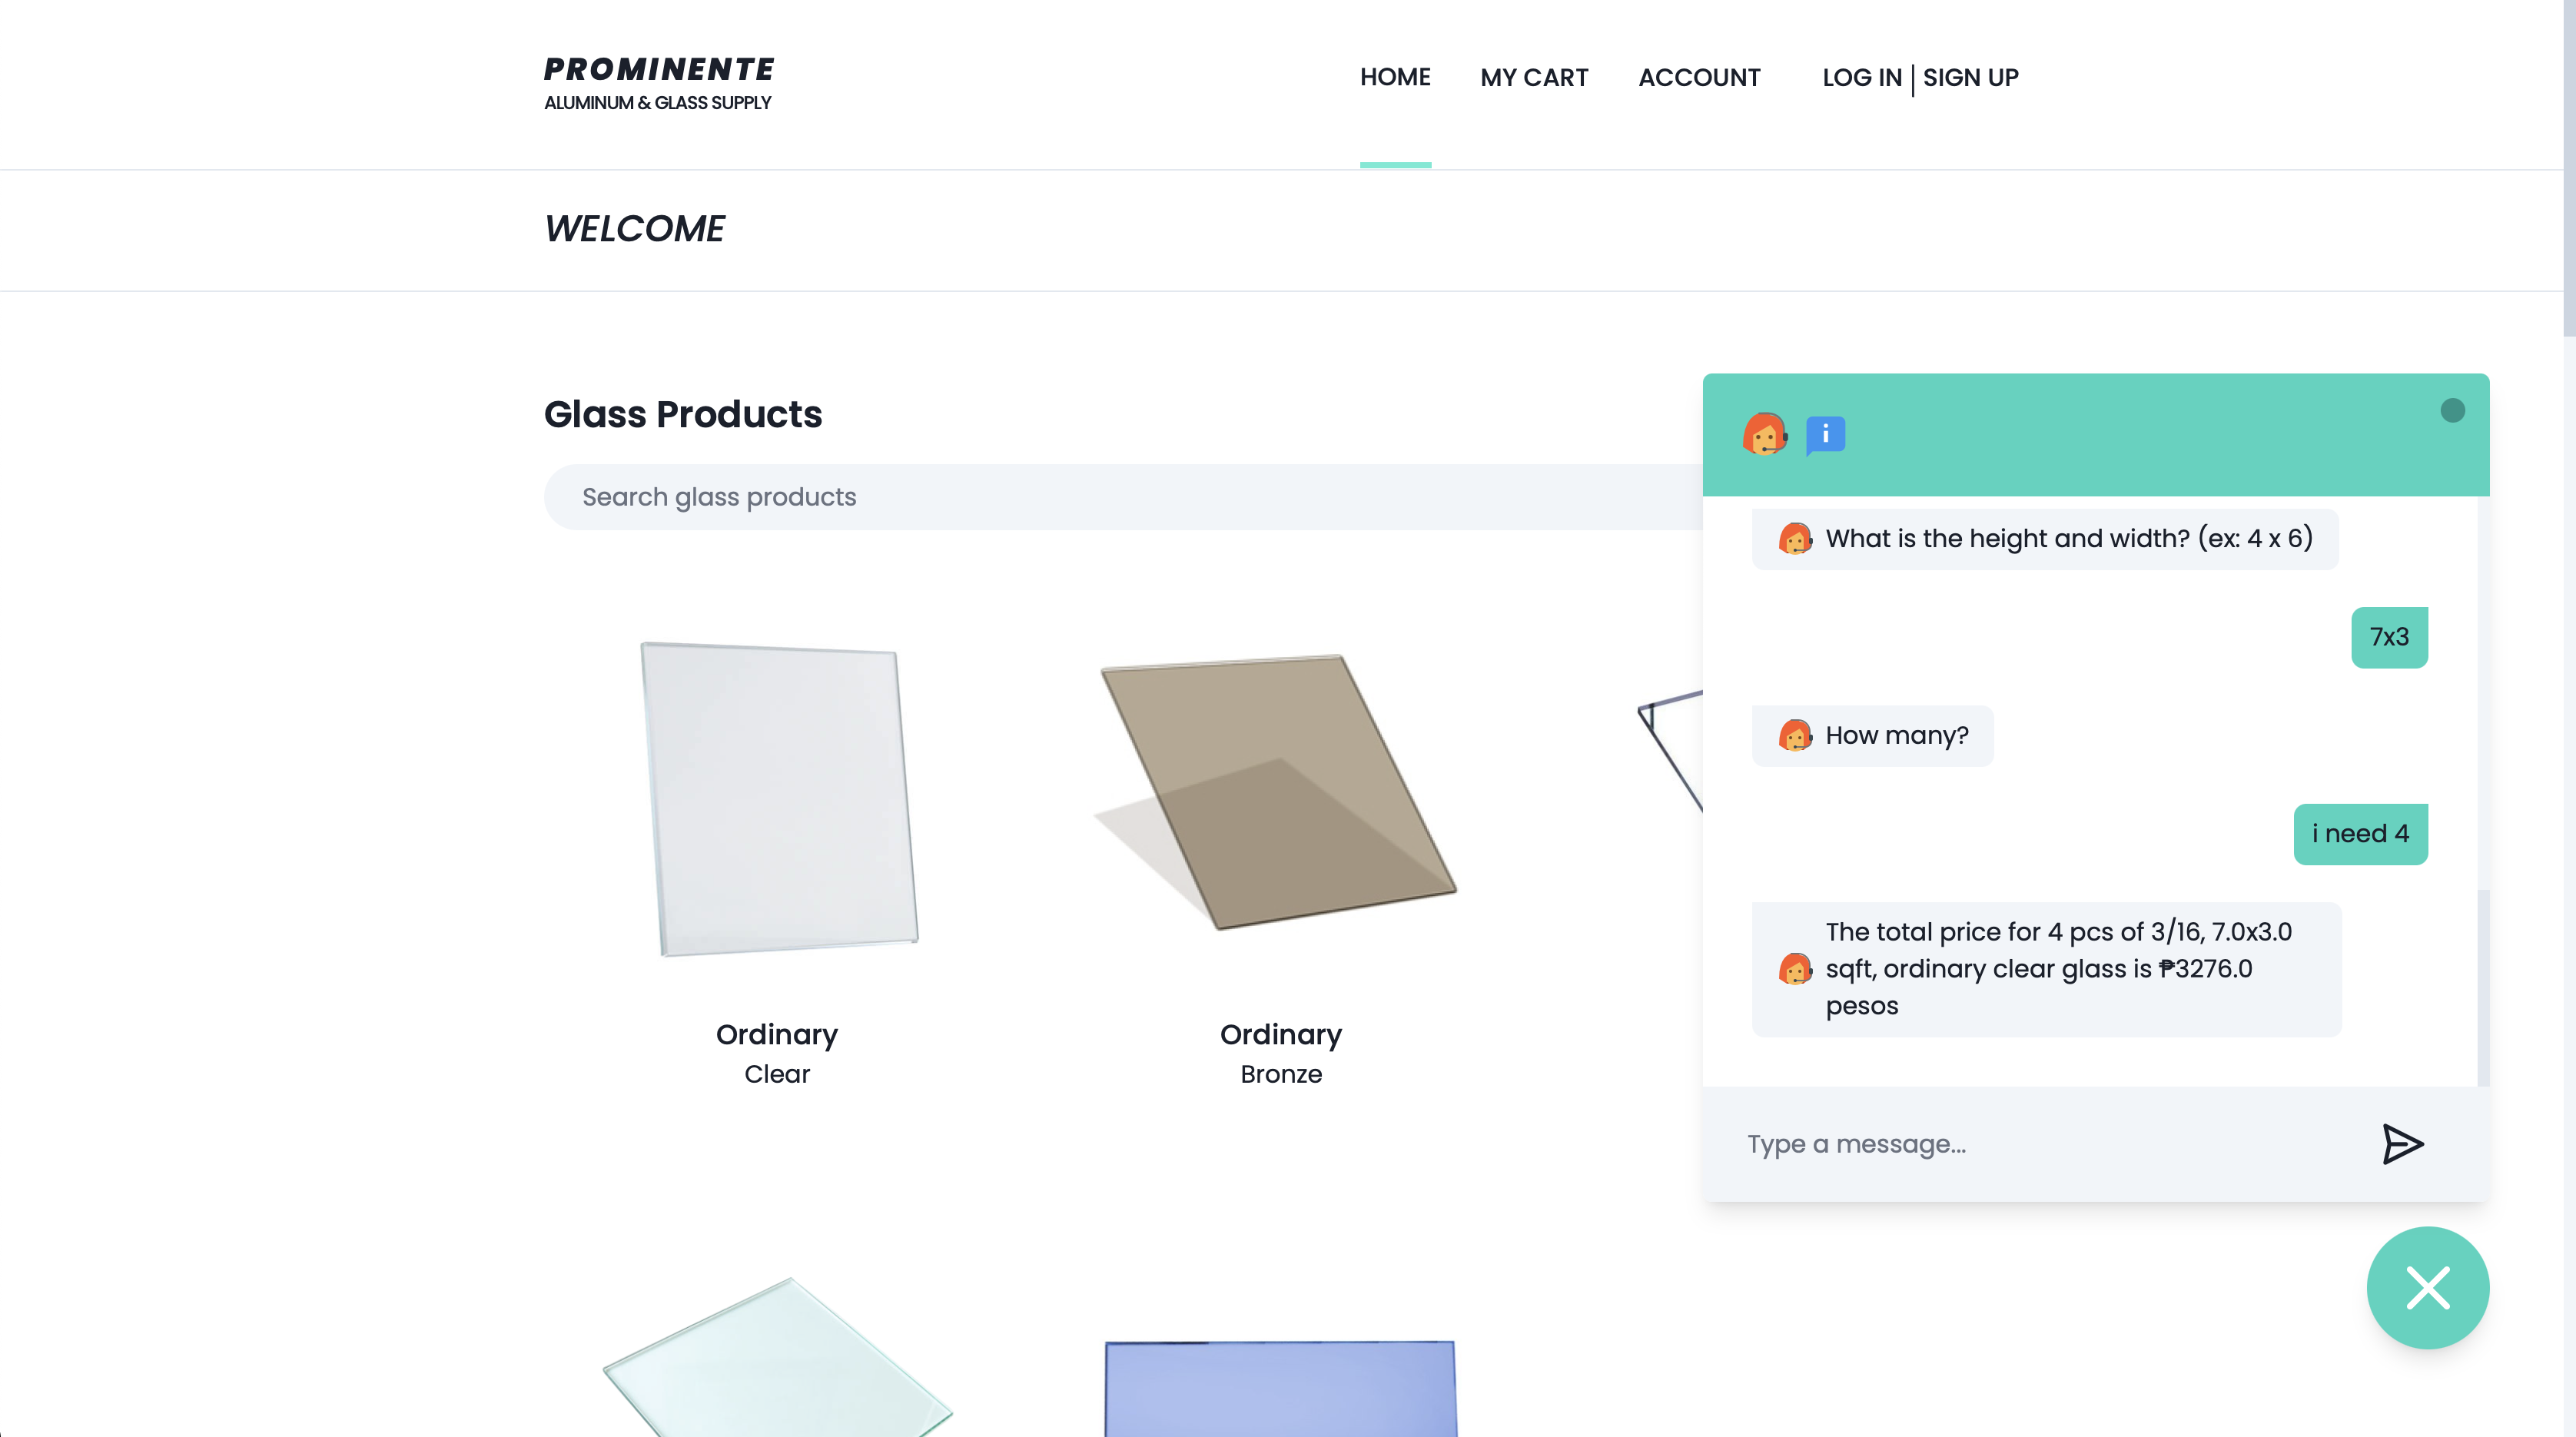 PROMINENTE
ALUMINUM & GLASS SUPPLY
HOME
MY CART
ACCOUNT
LOG IN | SIGN UP
WELCOME
Glass Products
Search glass products
Ordinary
Clear
Ordinary
Bronze
i
What is the height and width? (ex: 4 x 6)
7x3
How many?
i need 4
The total price for 4 pcs of 3/16, 7.0x3.0
sqft, ordinary clear glass is ₱3276.0
pesos
Type a message...